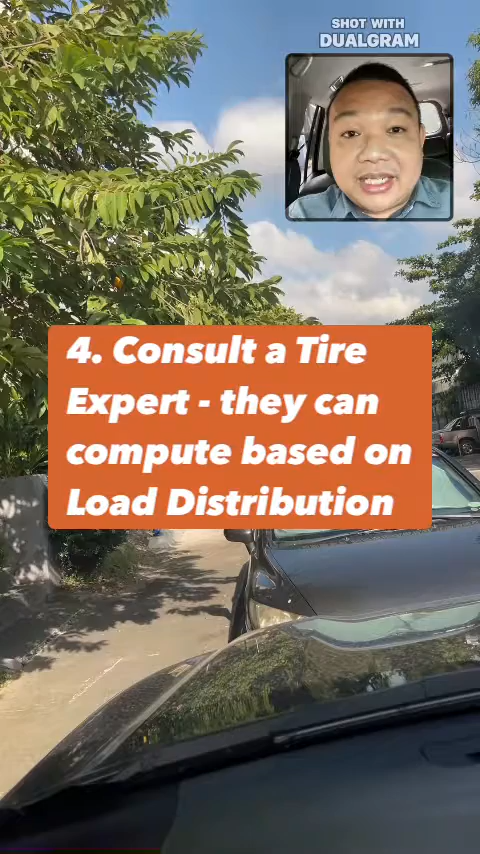 SHOT WITH
DUALGRAM
4. Consult a Tire
Expert - they can
compute based on
Load Distribution